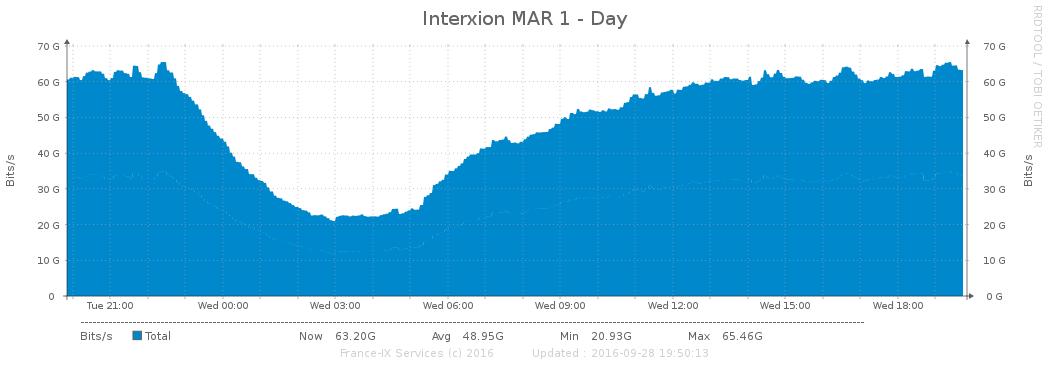 Interxion MAR 1 - Day
RRDTOOL / TOBI OETIKER
70 G 70 G
60 G 60 G
50 G 50 G
40 G 40 G
30 G 30 G
20 G 20 G
10 G 10 G
0 0 G
Bits/s Bits/s
Tue 21:00 Wed 00:00 Wed 03:00 Wed 06:00 Wed 09:00 Wed 12:00 Wed 15:00 Wed 18:00
Bits/s Total Now 63.20G Avg 48.95G Min 20.93G Max 65.46G
France-IX Services (c) 2016 Updated : 2016-09-28 19:50:13